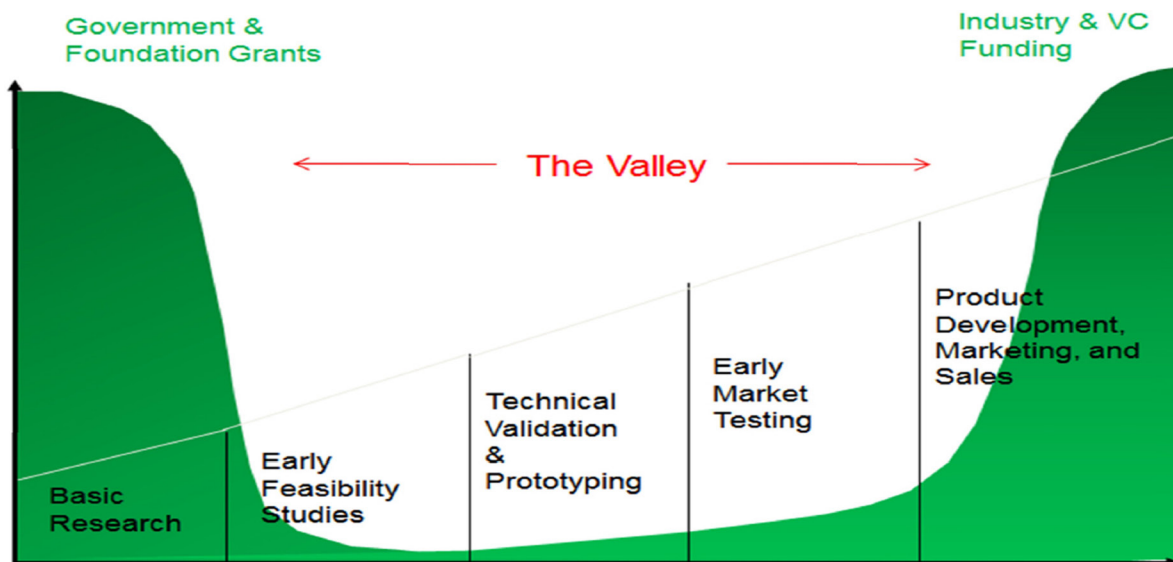 Government &
Foundation Grants
Industry & VC
Funding
The Valley
Basic
Research
Early
Feasibility
Studies
Technical
Validation
&
Prototyping
Early
Market
Testing
Product
Development,
Marketing, and
Sales